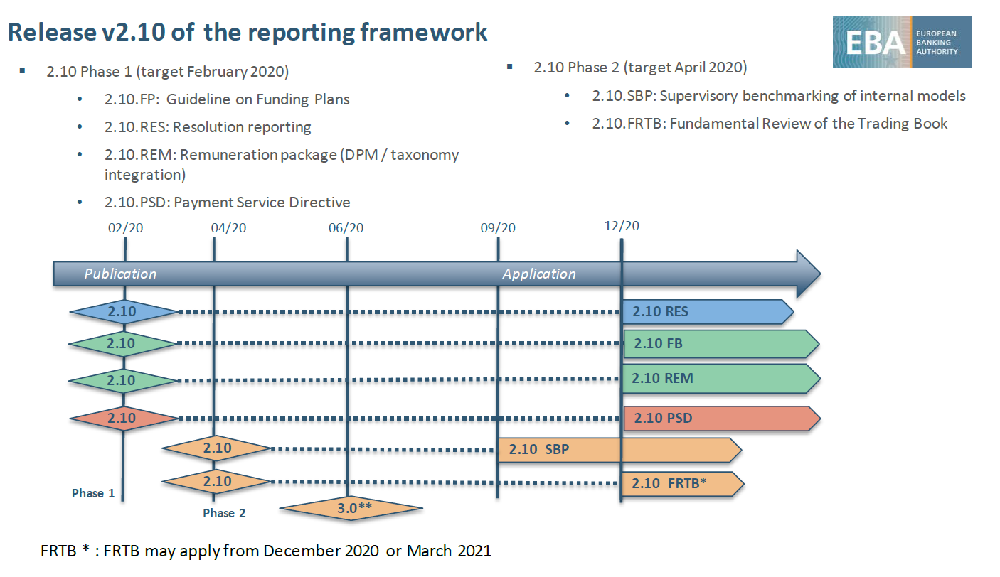 Release v2.10 of the reporting framework
EBA
EUROPEAN
BANKING
AUTHORITY
▪ 2.10 Phase 1 (target February 2020)
• 2.10.FP: Guideline on Funding Plans
• 2.10.RES: Resolution reporting
• 2.10.REM: Remuneration package (DPM / taxonomy
integration)
• 2.10.PSD: Payment Service Directive
▪ 2.10 Phase 2 (target April 2020)
• 2.10.SBP: Supervisory benchmarking of internal models
• 2.10.FRTB: Fundamental Review of the Trading Book
02/20 04/20 06/20 09/20 12/20
Publication Application
2.10 2.10 RES
2.10 2.10 FB
2.10 2.10 REM
2.10 2.10 PSD
2.10 2.10 SBP
2.10 2.10 FRTB*
Phase 1
Phase 2
3.0**
FRTB * : FRTB may apply from December 2020 or March 2021